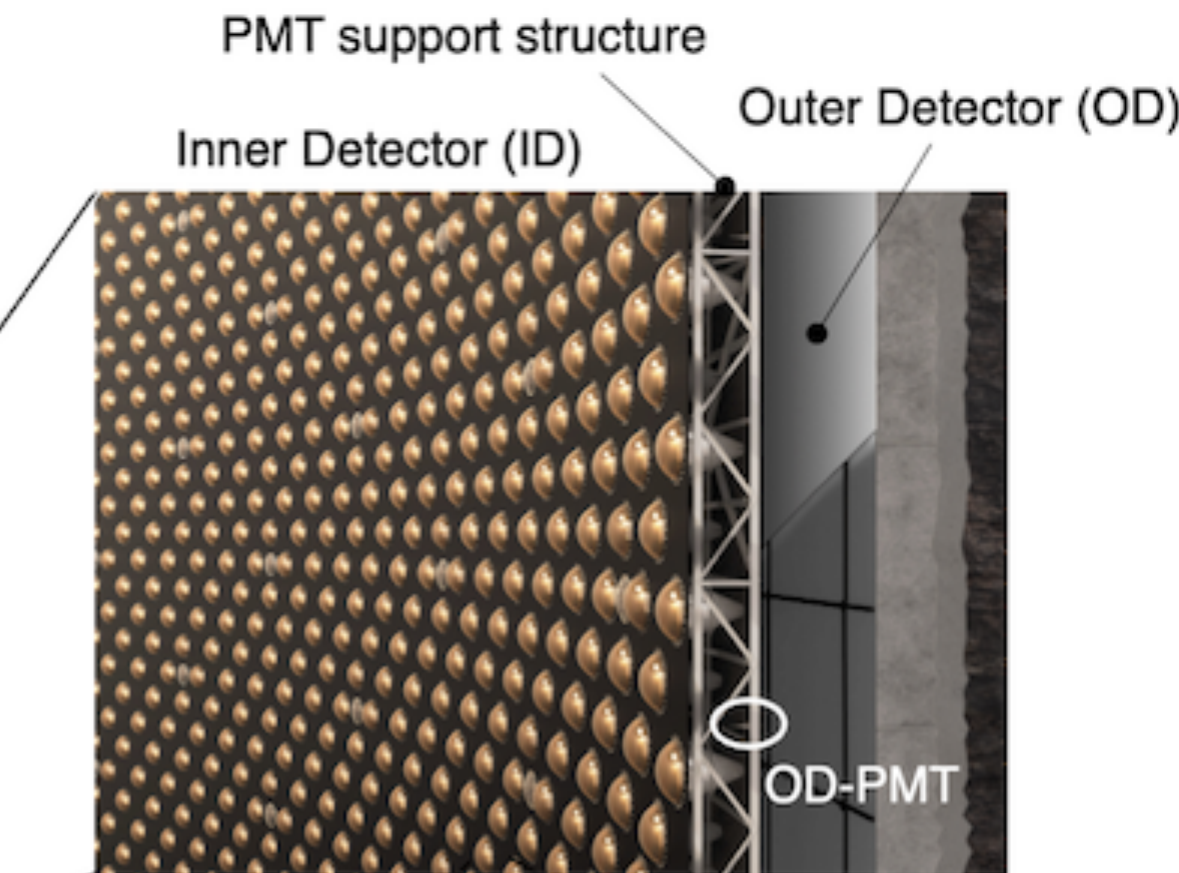 PMT support structure
Outer Detector (OD)
Inner Detector (ID)
OD-PMT